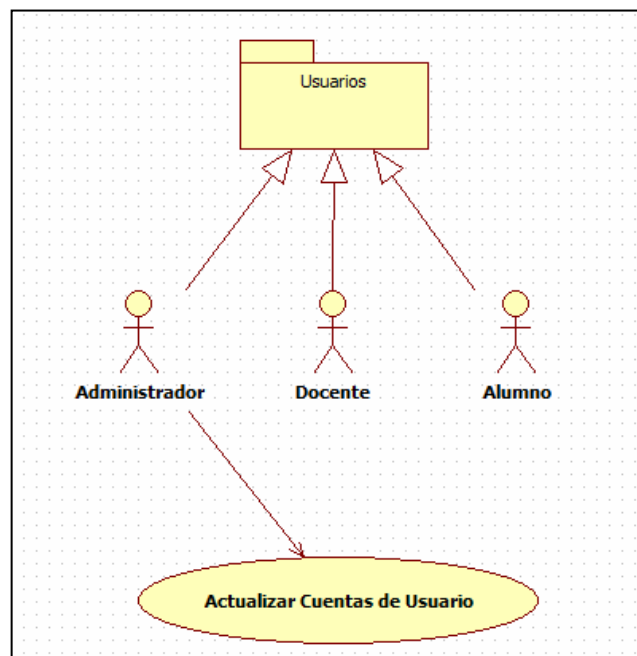 Usuarios
Administrador
Docente
Alumno
Actualizar Cuentas de Usuario